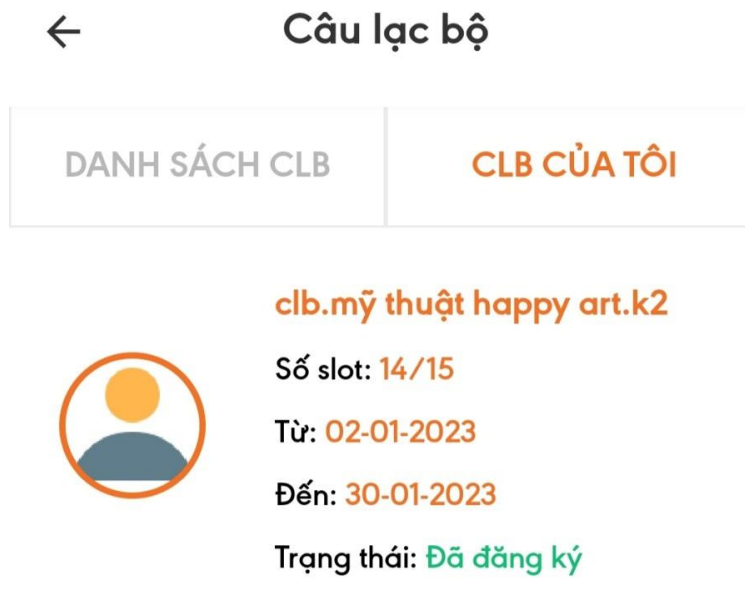 Câu lạc bộ
DANH SÁCH CLB
CLB CỦA TÔI
clb.mỹ thuật happy art.k2
Số slot: 14/15
Từ: 02-01-2023
Đến: 30-01-2023
Trạng thái: Đã đăng ký